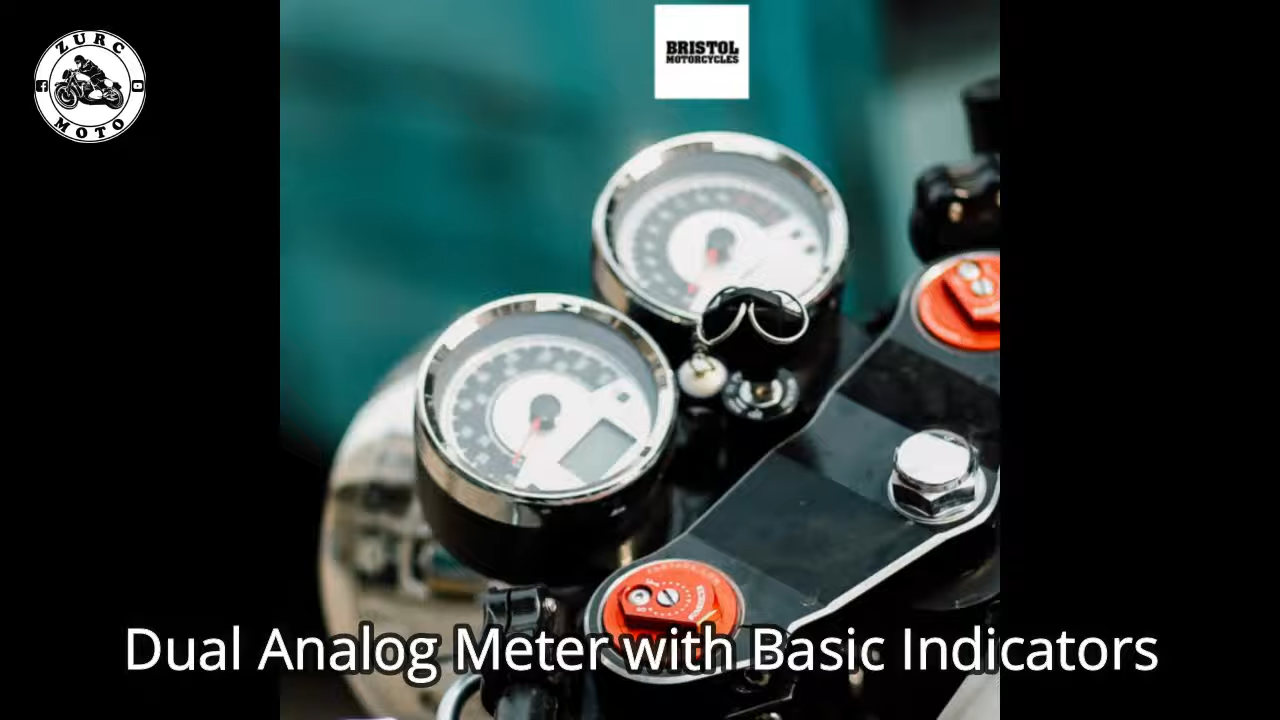 ZURC
MOTO
BRISTOL
MOTORCYCLES
Dual Analog Meter with Basic Indicators